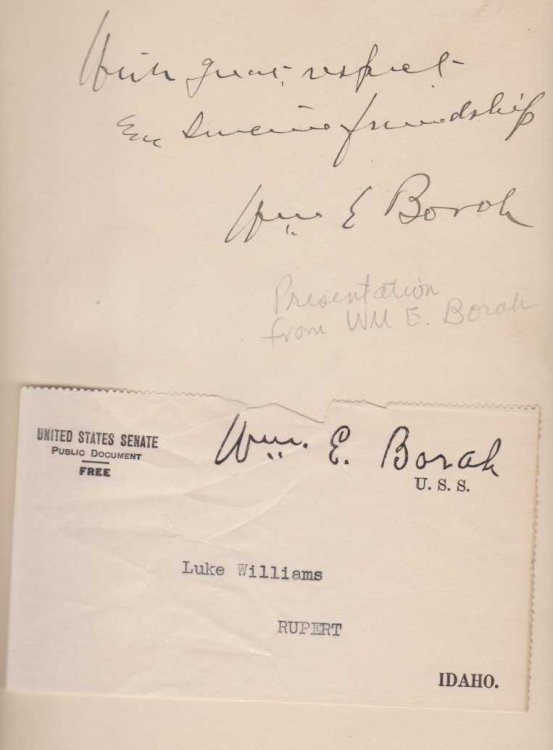 With great respect
sincere friendship
Wm E Borah
Presentation
from WM E. Borah
UNITED STATES SENATE
PUBLIC DOCUMENT
FREE
Wm. E. Borah
U. S. S.
Luke Williams
RUPERT
IDAHO.